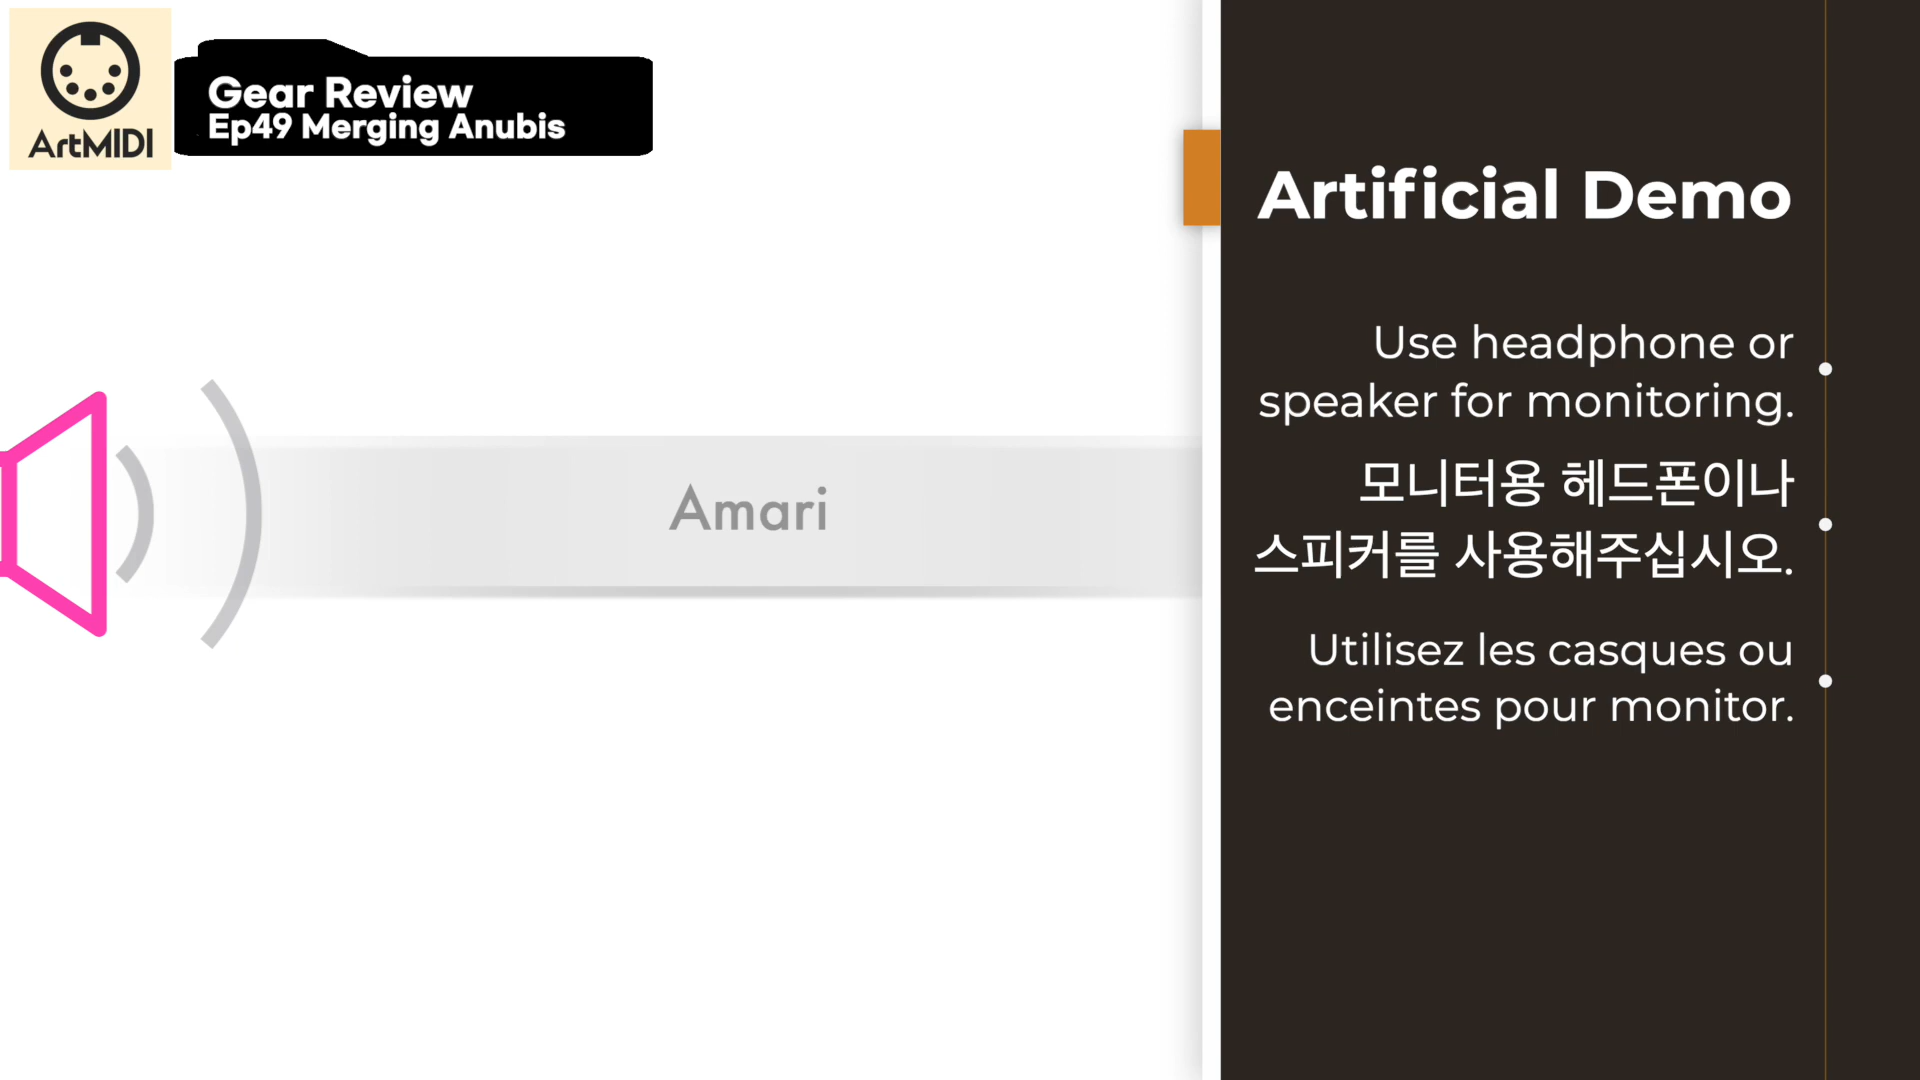 ArtMIDI
Gear Review
Ep49 Merging Anubis
Amari
Artificial Demo
Use headphone or
speaker for monitoring.
모니터용 헤드폰이나
스피커를 사용해주십시오.
Utilisez les casques ou
enceintes pour monitor.